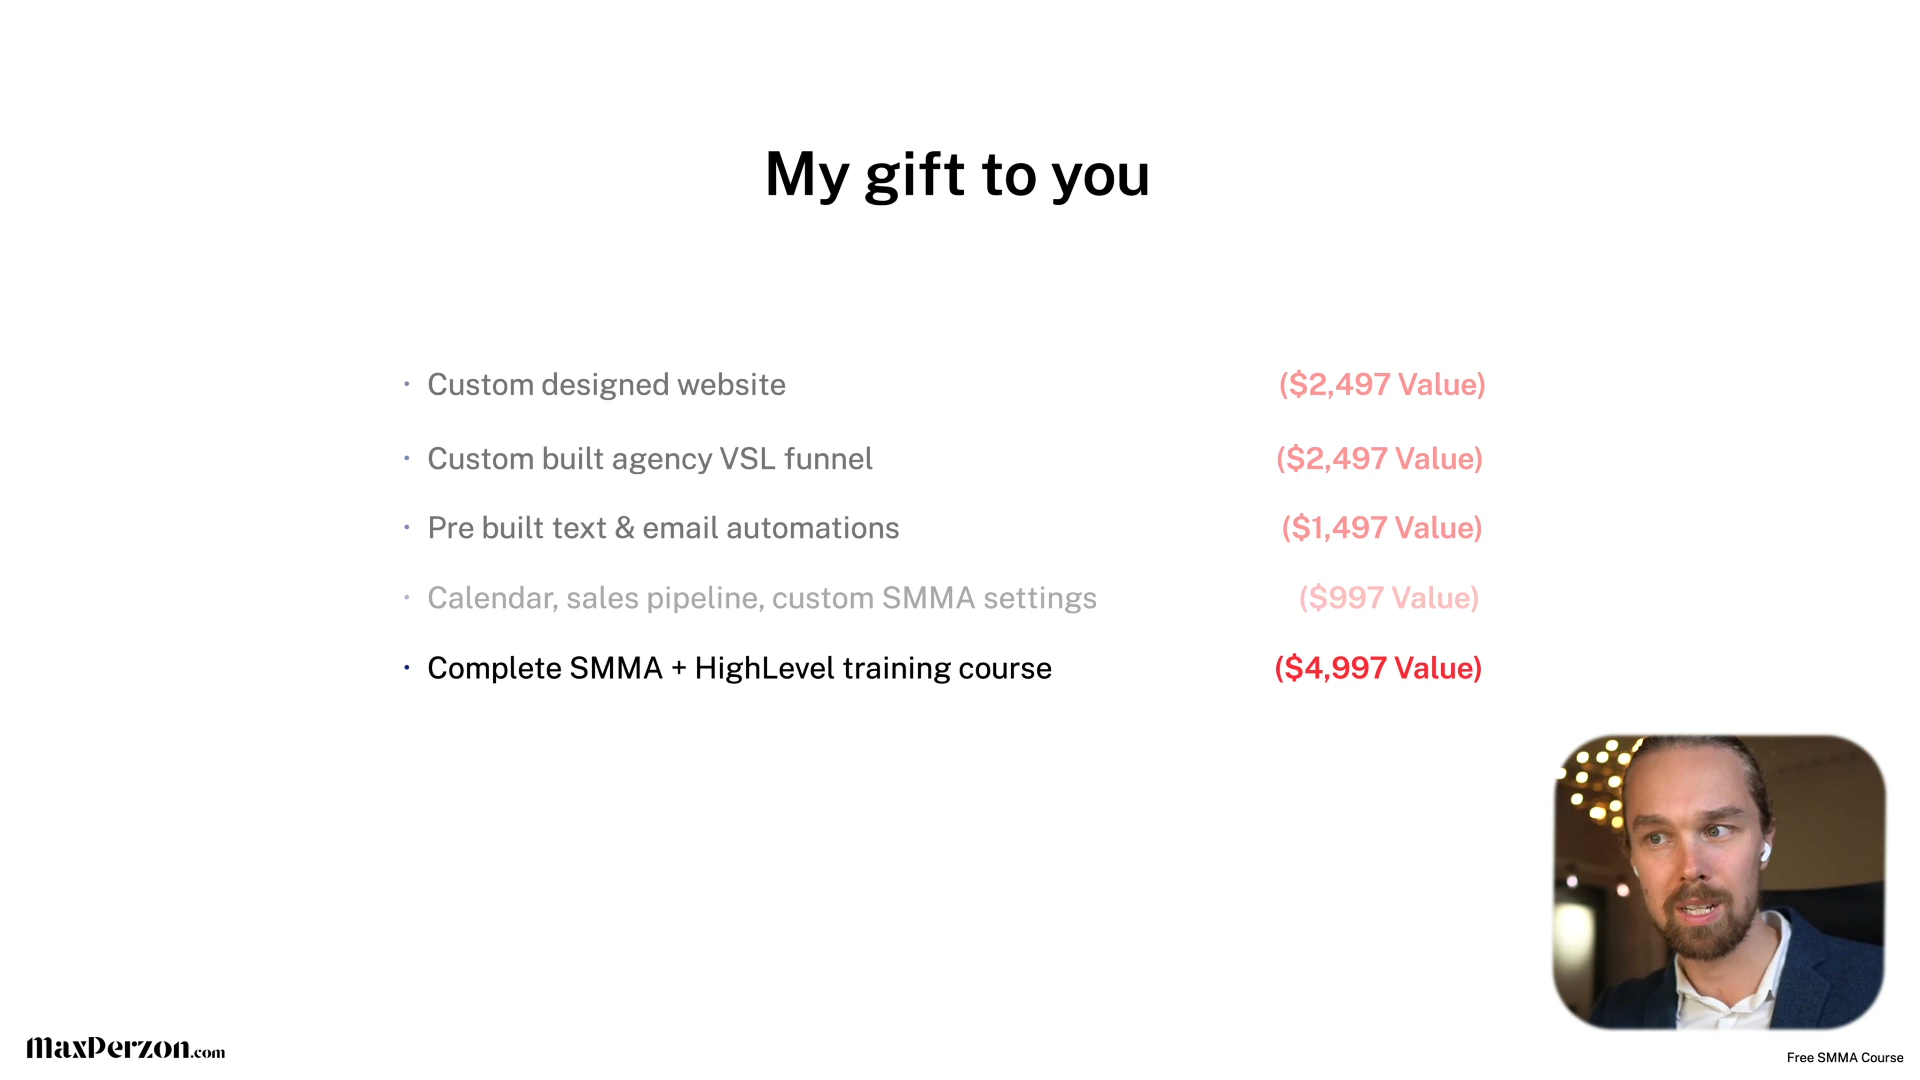 My gift to you
· Custom designed website ($2,497 Value)
· Custom built agency VSL funnel ($2,497 Value)
· Pre built text & email automations ($1,497 Value)
· Calendar, sales pipeline, custom SMMA settings ($997 Value)
· Complete SMMA + HighLevel training course ($4,997 Value)
MaxPerzon.com
Free SMMA Course